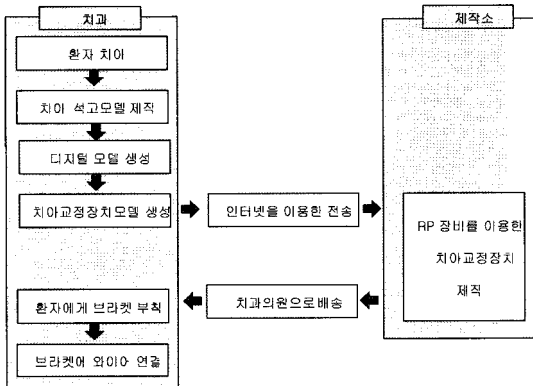 치과
환자 치아
치아 석고모델 제작
디지털 모델 생성
치아교정장치모델 생성
인터넷을 이용한 전송
제작소
RP 장비를 이용한
치아교정장치
제작
치과의원으로배송
환자에게 브라켓 부착
브라켓에 와이어 연결